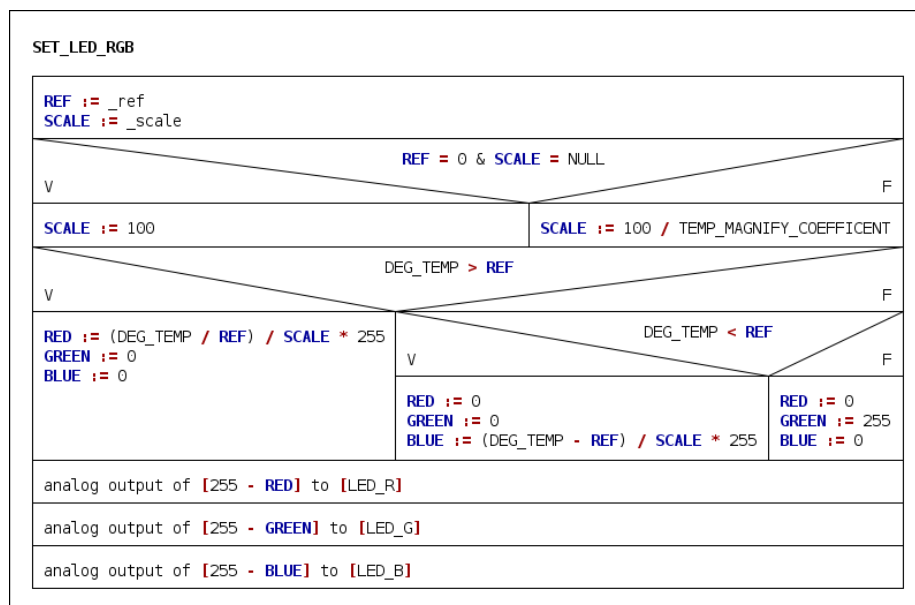 SET_LED_RGB
REF := _ref
SCALE := _scale
REF = 0 & SCALE = NULL
V F
SCALE := 100
SCALE := 100 / TEMP_MAGNIFY_COEFFICENT
DEG_TEMP > REF
V F
RED := (DEG_TEMP / REF) / SCALE * 255
GREEN := 0
BLUE := 0
DEG_TEMP < REF
V F
RED := 0
GREEN := 0
BLUE := (DEG_TEMP - REF) / SCALE * 255
RED := 0
GREEN := 255
BLUE := 0
analog output of [255 - RED] to [LED_R]
analog output of [255 - GREEN] to [LED_G]
analog output of [255 - BLUE] to [LED_B]